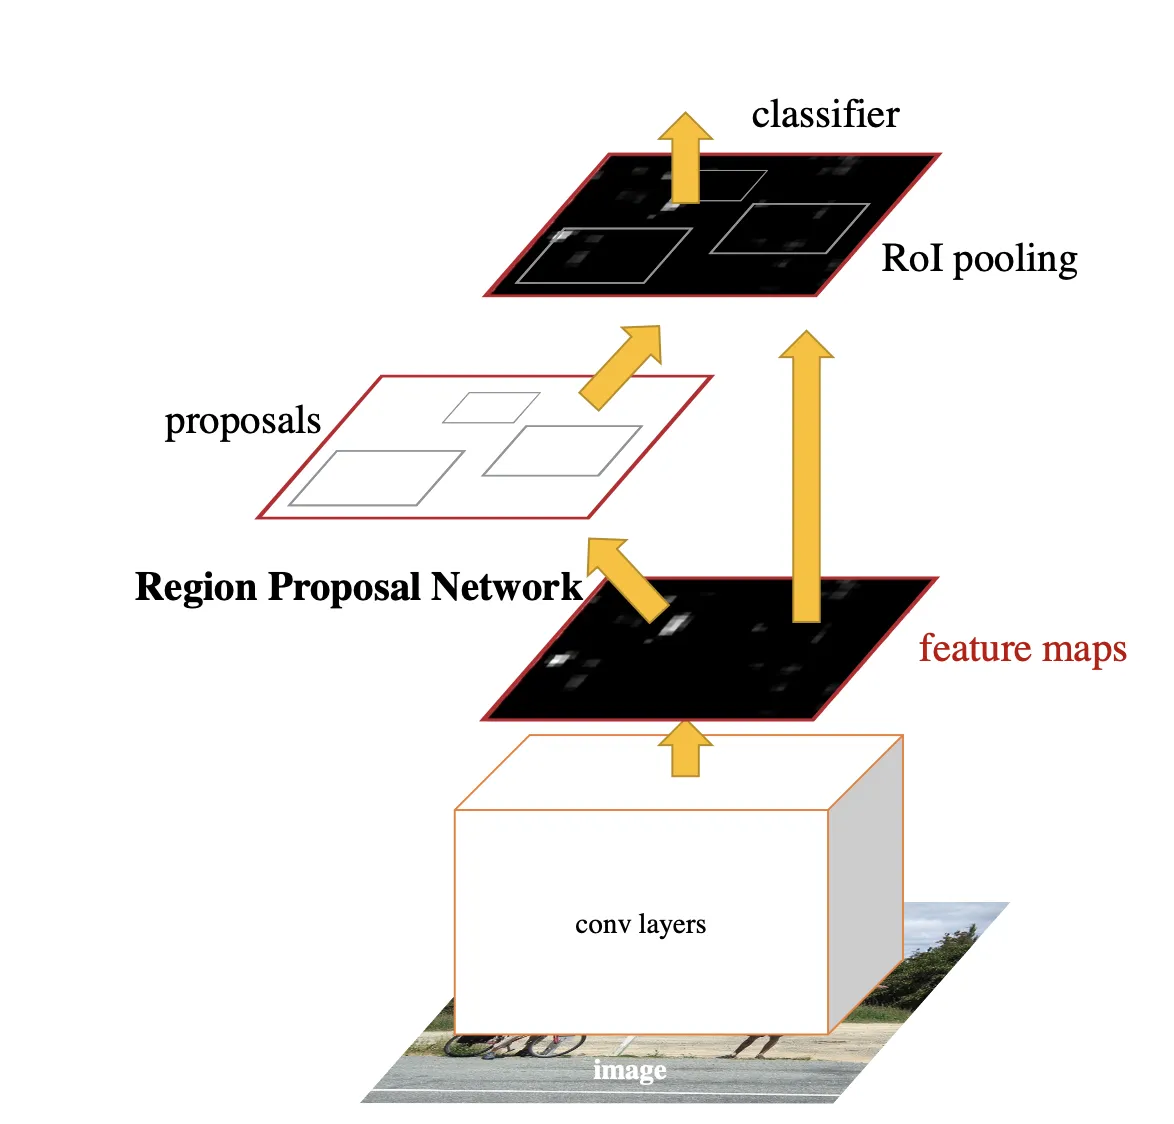 classifier
RoI pooling
proposals
Region Proposal Network
feature maps
conv layers
image